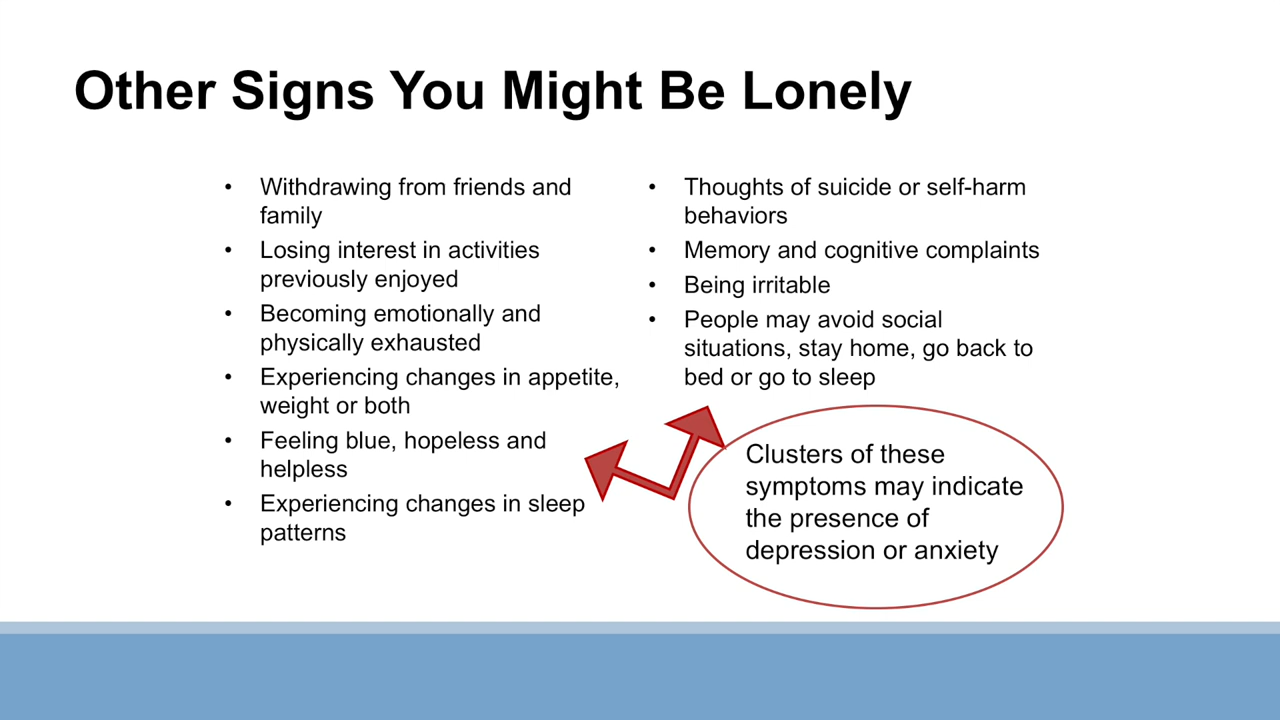 Other Signs You Might Be Lonely
• Withdrawing from friends and
family
• Losing interest in activities
previously enjoyed
• Becoming emotionally and
physically exhausted
• Experiencing changes in appetite,
weight or both
• Feeling blue, hopeless and
helpless
• Experiencing changes in sleep
patterns
• Thoughts of suicide or self-harm
behaviors
• Memory and cognitive complaints
• Being irritable
• People may avoid social
situations, stay home, go back to
bed or go to sleep
Clusters of these
symptoms may indicate
the presence of
depression or anxiety